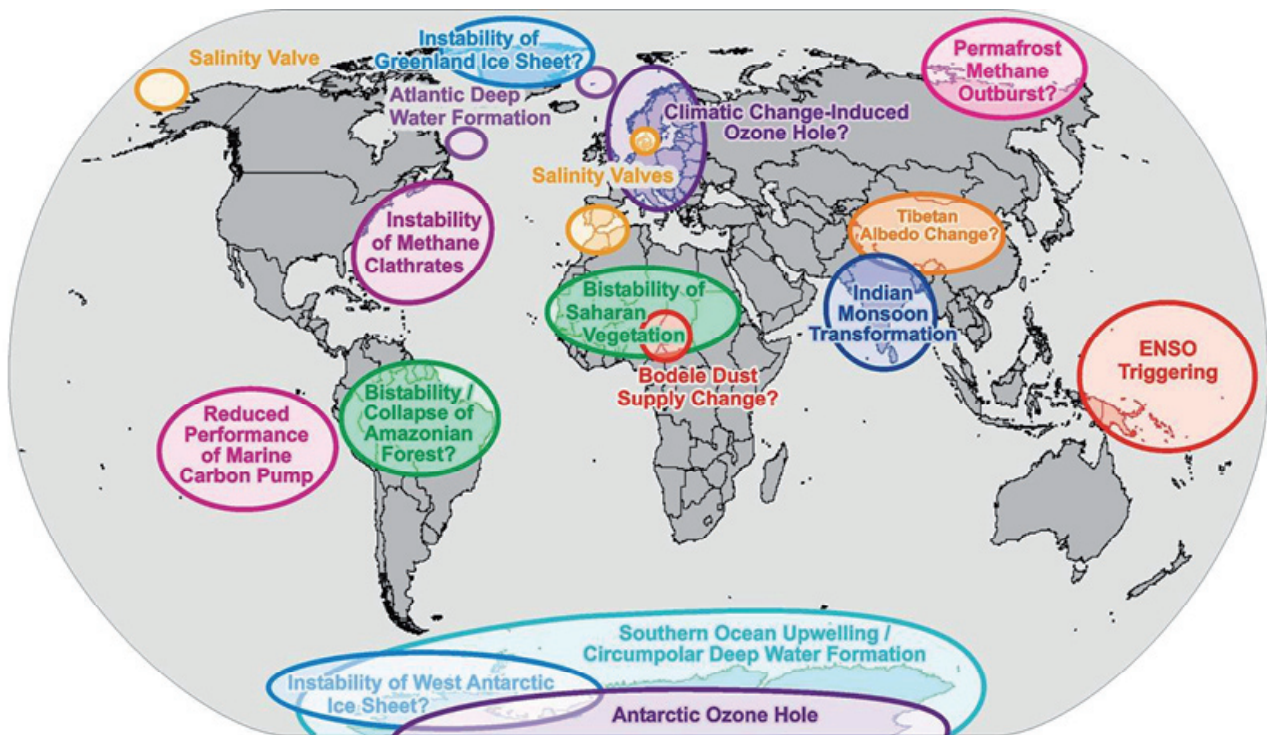 Salinity Valve
Instability of
Greenland Ice Sheet?
Permafrost
Methane
Outburst?
Atlantic Deep
Water Formation
Climatic Change-Induced
Ozone Hole?
Salinity Valves
Instability
of Methane
Clathrates
Tibetan
Albedo Change?
Bistability of
Saharan
Vegetation
Indian
Monsoon
Transformation
ENSO
Triggering
Bodele Dust
Supply Change?
Bistability /
Collapse of
Amazonian
Forest?
Reduced
Performance
of Marine
Carbon Pump
Southern Ocean Upwelling /
Circumpolar Deep Water Formation
Instability of West Antarctic
Ice Sheet?
Antarctic Ozone Hole